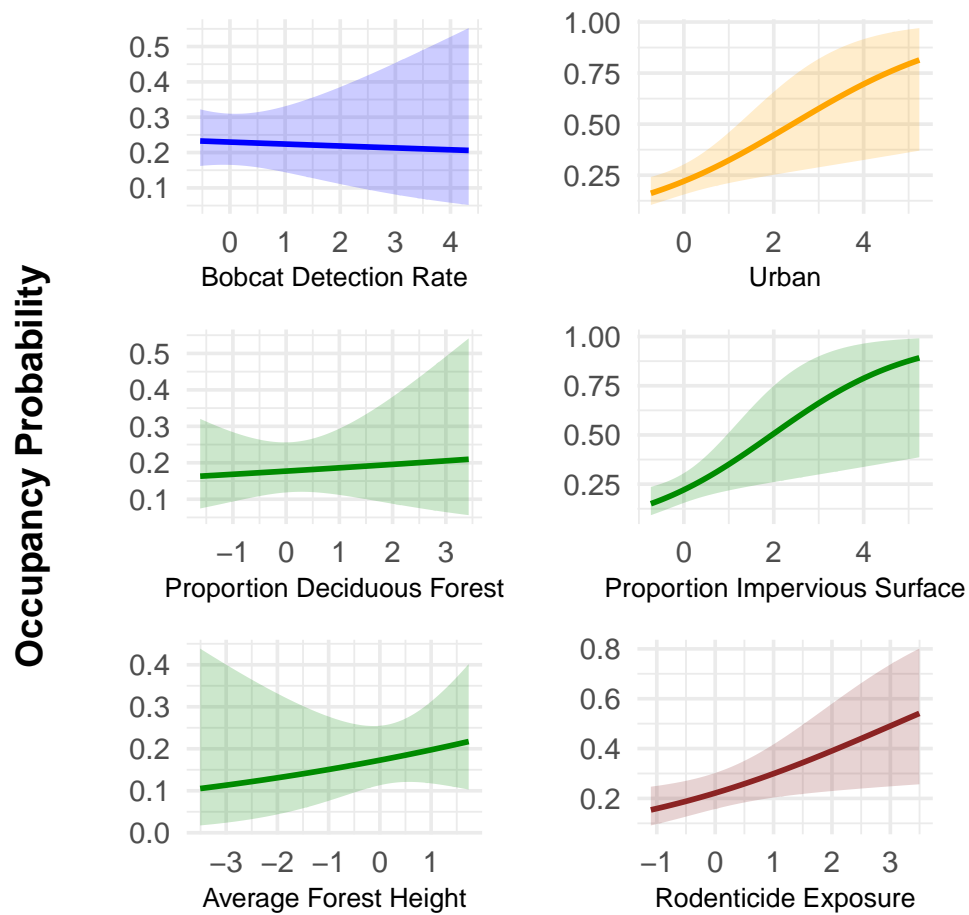 Occupancy Probability
0.5
0.4
0.3
0.2
0.1
0 1 2 3 4
Bobcat Detection Rate
1.00
0.75
0.50
0.25
0 2 4
Urban
0.5
0.4
0.3
0.2
0.1
−1 0 1 2 3
Proportion Deciduous Forest
1.00
0.75
0.50
0.25
0 2 4
Proportion Impervious Surface
0.4
0.3
0.2
0.1
0.0
−3 −2 −1 0 1
Average Forest Height
0.8
0.6
0.4
0.2
−1 0 1 2 3
Rodenticide Exposure